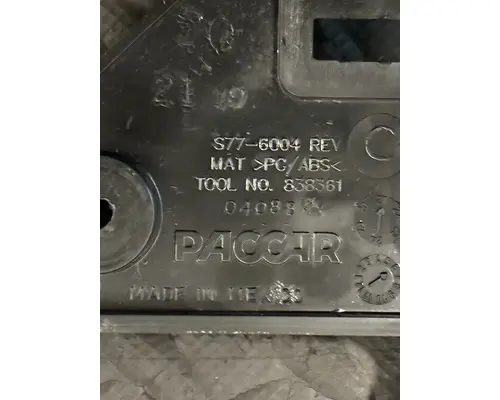 S77-6004 REV
MAT >PC/ABS<
TOOL NO. 838361
PACCAR
MADE IN